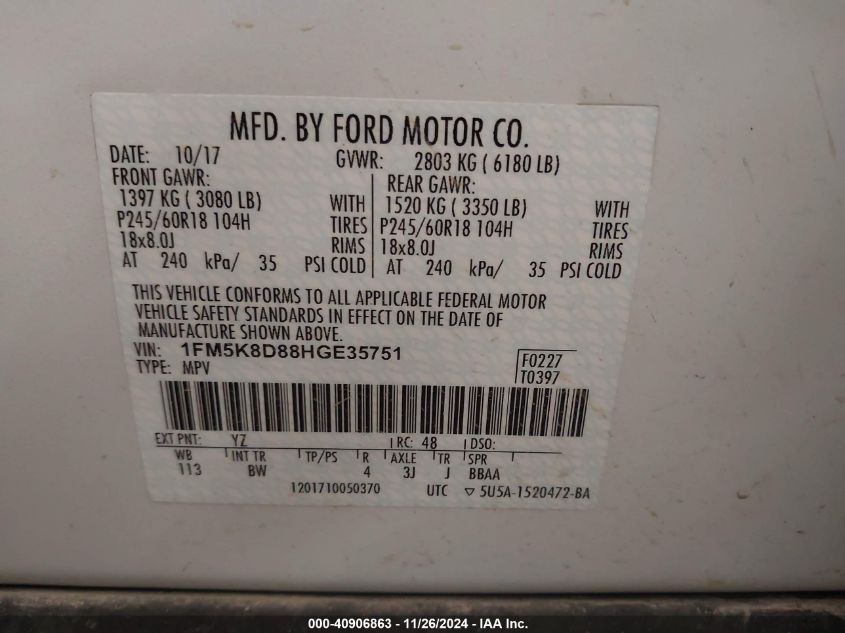 MFD. BY FORD MOTOR CO.
DATE: 10/17 GVWR: 2803 KG ( 6180 LB)
FRONT GAWR: REAR GAWR:
1397 KG ( 3080 LB) WITH 1520 KG ( 3350 LB) WITH
P245/60R18 104H TIRES P245/60R18 104H TIRES
18x8.0J RIMS 18x8.0J RIMS
AT 240 kPa/ 35 PSI COLD AT 240 kPa/ 35 PSI COLD
THIS VEHICLE CONFORMS TO ALL APPLICABLE FEDERAL MOTOR
VEHICLE SAFETY STANDARDS IN EFFECT ON THE DATE OF
MANUFACTURE SHOWN ABOVE.
VIN: 1FM5K8D88HGE35751 F0227
TYPE: MPV T0397
EXT PNT: YZ RC: 48 DSO:
WB INT TR TP/PS R AXLE TR SPR
113 BW 4 3J J BBAA
1201710050370 UTC ▽ 5U5A-1520472-BA
000-40906863 - 11/26/2024 - IAA Inc.